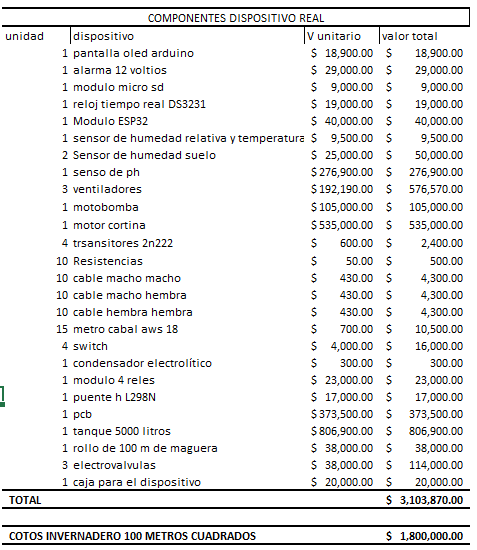 COMPONENTES DISPOSITIVO REAL
unidad dispositivo V unitario valor total
1 pantalla oled arduino $ 18,900.00 $ 18,900.00
1 alarma 12 voltios $ 29,000.00 $ 29,000.00
1 modulo micro sd $ 9,000.00 $ 9,000.00
1 reloj tiempo real DS3231 $ 19,000.00 $ 19,000.00
1 Modulo ESP32 $ 40,000.00 $ 40,000.00
1 sensor de humedad relativa y temperatura $ 9,500.00 $ 9,500.00
2 Sensor de humedad suelo $ 25,000.00 $ 50,000.00
1 senso de ph $ 276,900.00 $ 276,900.00
3 ventiladores $ 192,190.00 $ 576,570.00
1 motobomba $ 105,000.00 $ 105,000.00
1 motor cortina $ 535,000.00 $ 535,000.00
4 trsansitores 2n222 $ 600.00 $ 2,400.00
10 Resistencias $ 50.00 $ 500.00
10 cable macho macho $ 430.00 $ 4,300.00
10 cable macho hembra $ 430.00 $ 4,300.00
10 cable hembra hembra $ 430.00 $ 4,300.00
15 metro cabal aws 18 $ 700.00 $ 10,500.00
4 switch $ 4,000.00 $ 16,000.00
1 condensador electrolítico $ 300.00 $ 300.00
1 modulo 4 reles $ 23,000.00 $ 23,000.00
1 puente h L298N $ 17,000.00 $ 17,000.00
1 pcb $ 373,500.00 $ 373,500.00
1 tanque 5000 litros $ 806,900.00 $ 806,900.00
1 rollo de 100 m de maguera $ 38,000.00 $ 38,000.00
3 electrovalvulas $ 38,000.00 $ 114,000.00
1 caja para el dispositivo $ 20,000.00 $ 20,000.00
TOTAL $ 3,103,870.00
COTOS INVERNADERO 100 METROS CUADRADOS $ 1,800,000.00